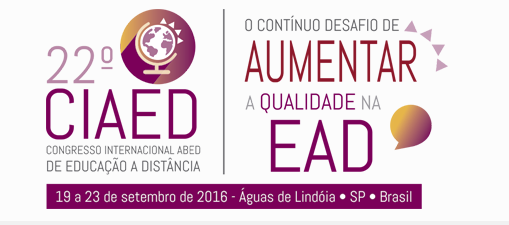 22º
CIAED
CONGRESSO INTERNACIONAL ABED
DE EDUCAÇÃO A DISTÂNCIA
O CONTÍNUO DESAFIO DE
AUMENTAR
A QUALIDADE NA
EAD
19 a 23 de setembro de 2016 - Águas de Lindóia • SP • Brasil